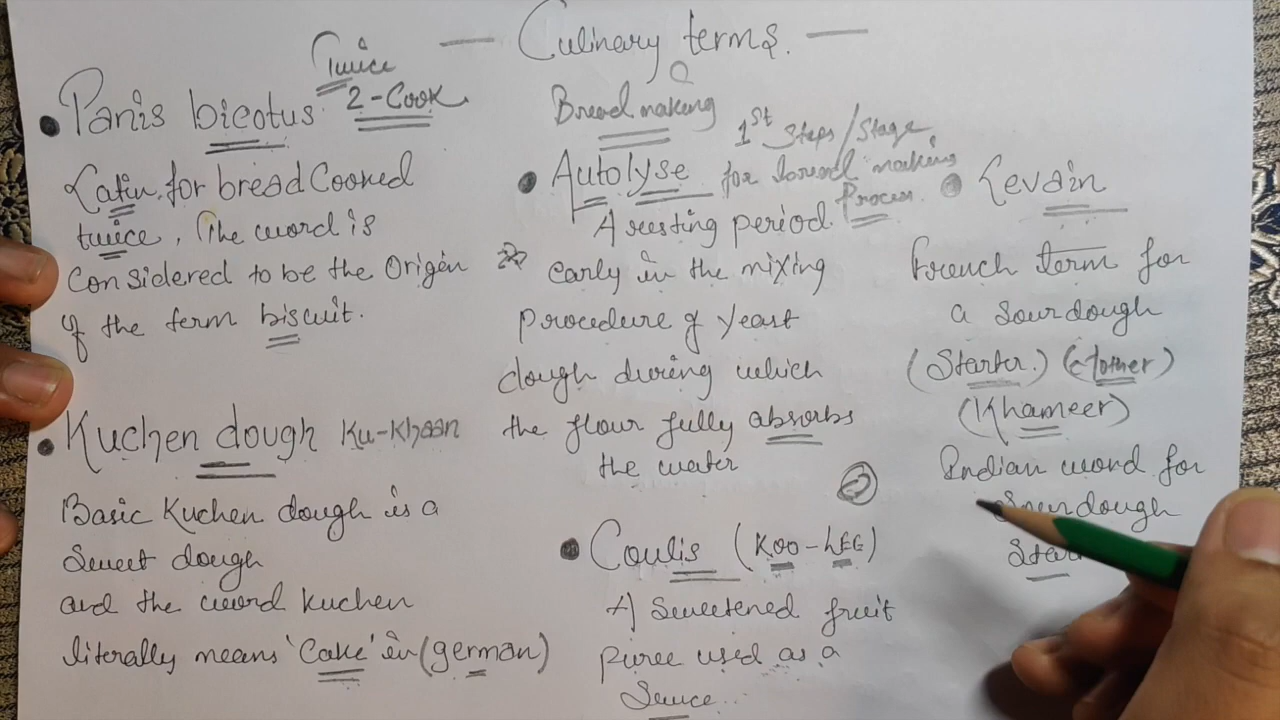 — Culinary terms. —
Twice
2-Cook
• Panis bicotus
Latin for bread Cooked
twice, The word is
Considered to be the Origin
of the term biscuit.
• Kuchen dough Ku-Khaan
Basic Kuchen dough is a
Sweet dough
and the word Kuchen
literally means 'Cake' in (german)
Bread making
1st Steps/Stage
for bread making
Process.
• Autolyse
A resting period
early in the mixing
Procedure of yeast
dough during which
the flour fully absorbs
the water
• Coulis (Koo-LEE)
A Sweetened fruit
puree used as a
Sauce..
• Levain
French term for
a Sourdough
(Starter.) (Mother)
(Khameer)
Indian word for
Sourdough